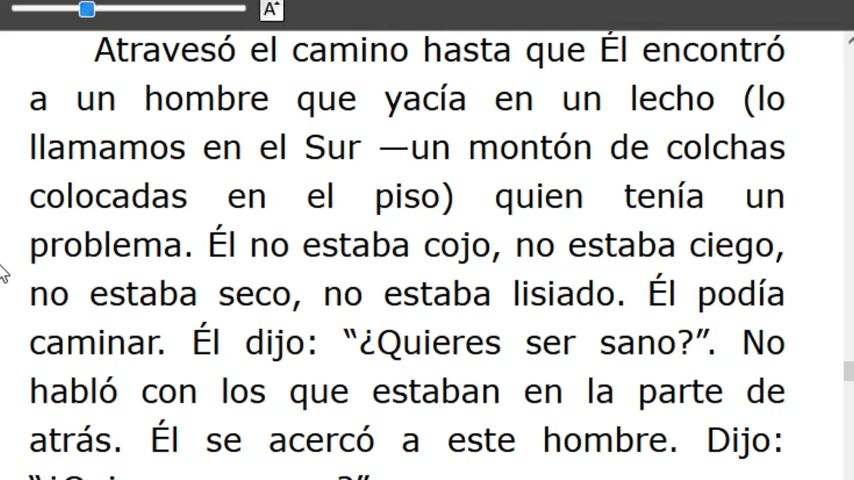 A
Atravesó el camino hasta que Él encontró
a un hombre que yacía en un lecho (lo
llamamos en el Sur —un montón de colchas
colocadas en el piso) quien tenía un
problema. Él no estaba cojo, no estaba ciego,
no estaba seco, no estaba lisiado. Él podía
caminar. Él dijo: “¿Quieres ser sano?”. No
habló con los que estaban en la parte de
atrás. Él se acercó a este hombre. Dijo: